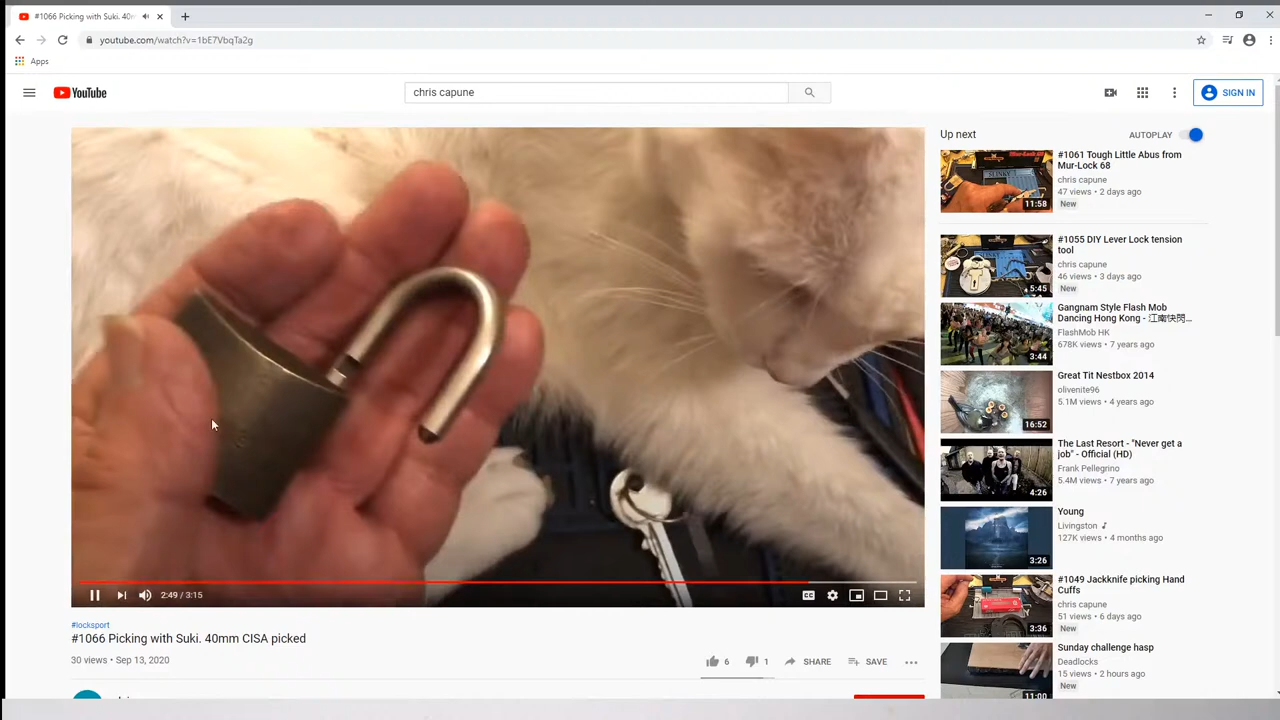 #1066 Picking with Suki. 40m
youtube.com/watch?v=1bE7VbqTa2g
Apps
YouTube
chris capune
SIGN IN
Up next
AUTOPLAY
#1061 Tough Little Abus from
Mur-Lock 68
chris capune
47 views • 2 days ago
New
11:58
#1055 DIY Lever Lock tension
tool
chris capune
46 views • 3 days ago
New
5:45
Gangnam Style Flash Mob
Dancing Hong Kong - 江南快閃...
FlashMob HK
678K views • 7 years ago
3:44
Great Tit Nestbox 2014
olivenite96
5.1M views • 4 years ago
16:52
The Last Resort - "Never get a
job" - Official (HD)
Frank Pellegrino
5.4M views • 7 years ago
4:26
Young
Livingston
127K views • 4 months ago
3:26
#1049 Jackknife picking Hand
Cuffs
chris capune
51 views • 6 days ago
New
3:36
Sunday challenge hasp
Deadlocks
15 views • 2 hours ago
New
11:00
2:49 / 3:15
CC
#locksport
#1066 Picking with Suki. 40mm CISA picked
30 views • Sep 13, 2020
6
1
SHARE
SAVE